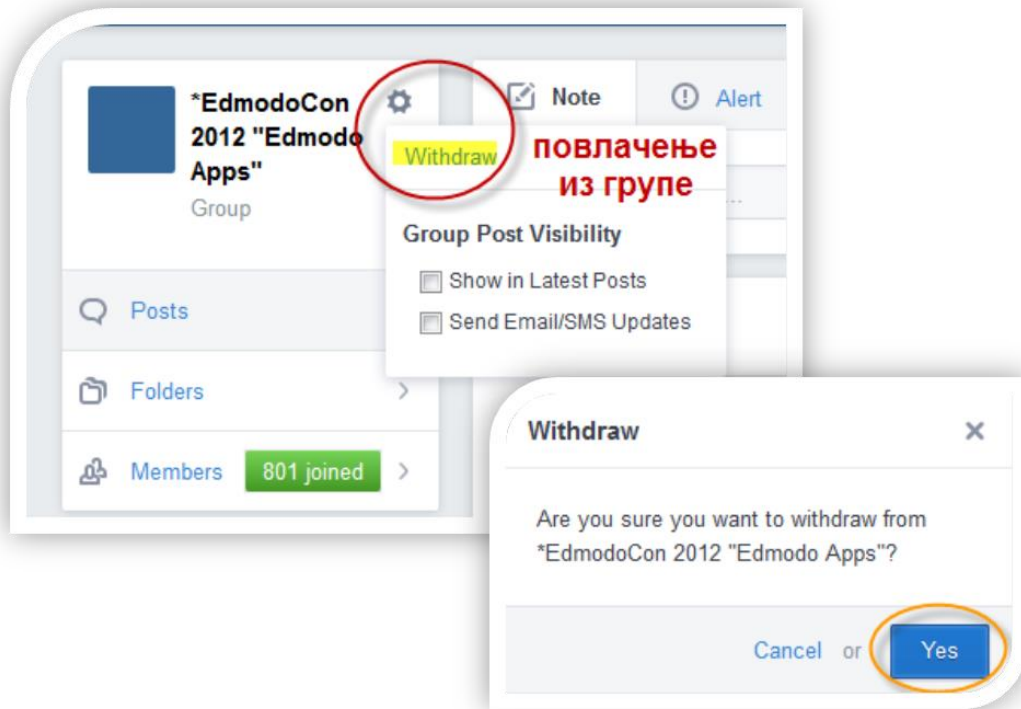 *EdmodoCon
2012 "Edmodo
Apps"
Group
Note
Alert
Withdraw
повлачење
из групе
...
Group Post Visibility
Show in Latest Posts
Send Email/SMS Updates
Posts
Folders
Members 801 joined
Withdraw
Are you sure you want to withdraw from
*EdmodoCon 2012 "Edmodo Apps"?
Cancel or Yes